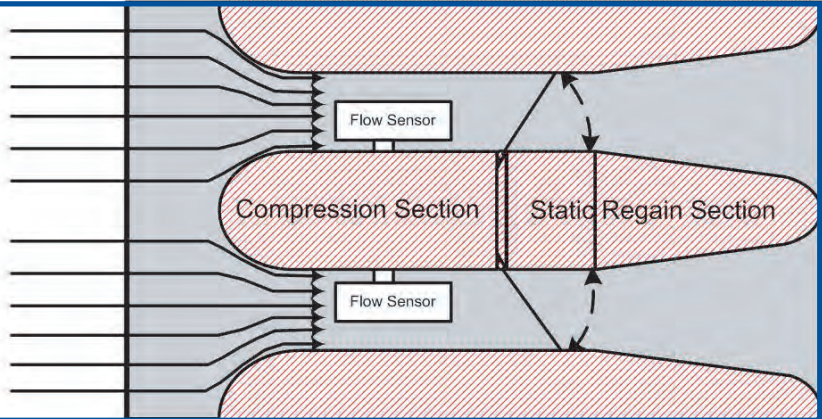 Flow Sensor
Compression Section
Static Regain Section
Flow Sensor